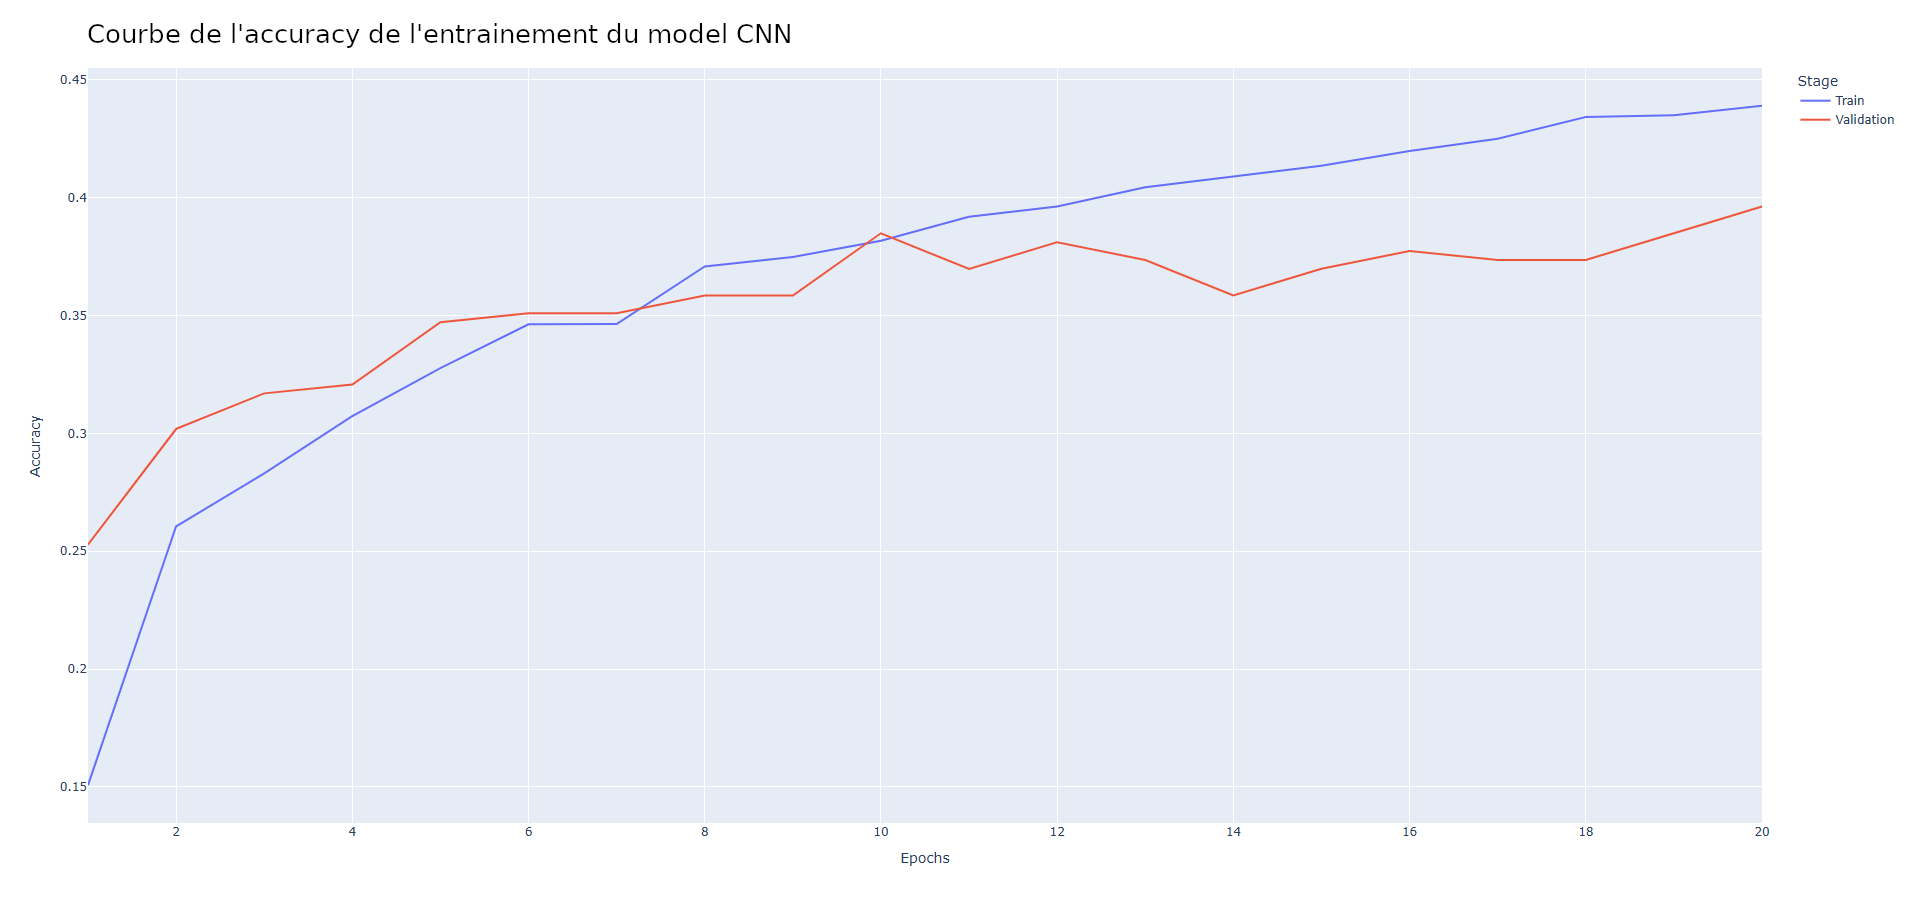 Courbe de l'accuracy de l'entrainement du model CNN
Stage
Train
Validation
0.45
0.4
0.35
0.3
0.25
0.2
0.15
Accuracy
2 4 6 8 10 12 14 16 18 20
Epochs